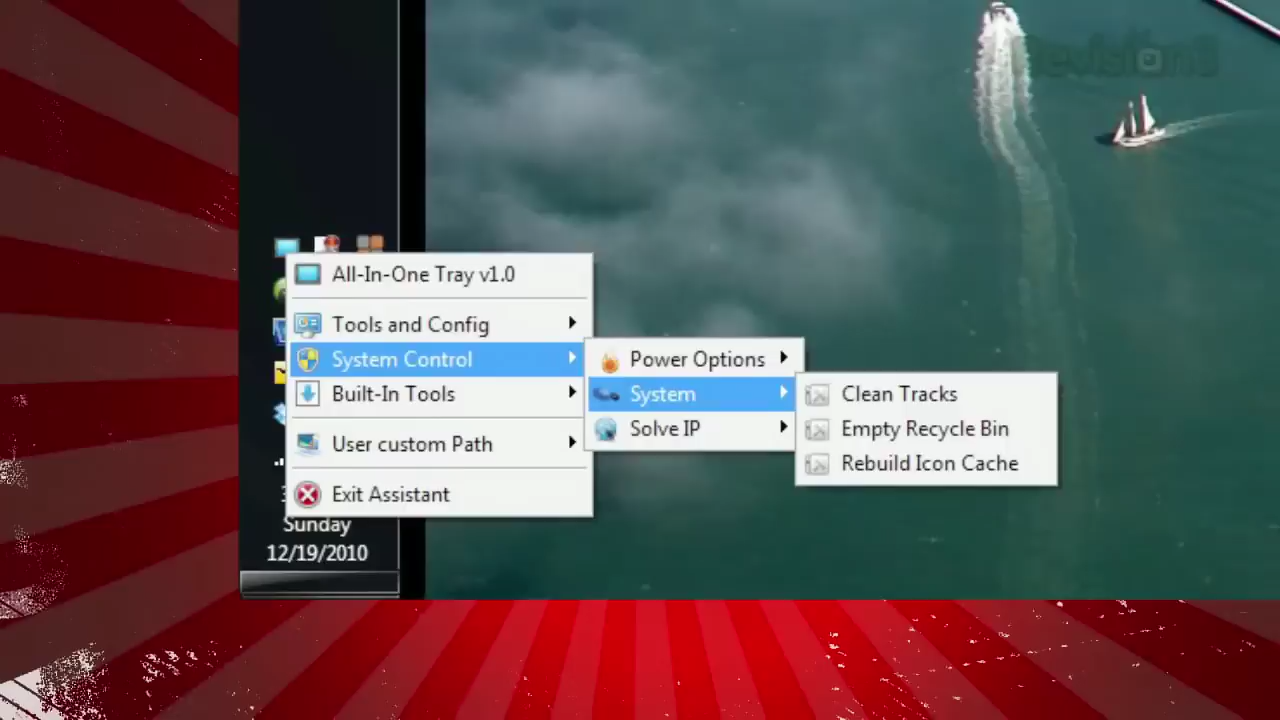 Revision3
All-In-One Tray v1.0
Tools and Config
System Control
Built-In Tools
User custom Path
Exit Assistant
Power Options
System
Solve IP
Clean Tracks
Empty Recycle Bin
Rebuild Icon Cache
Sunday
12/19/2010